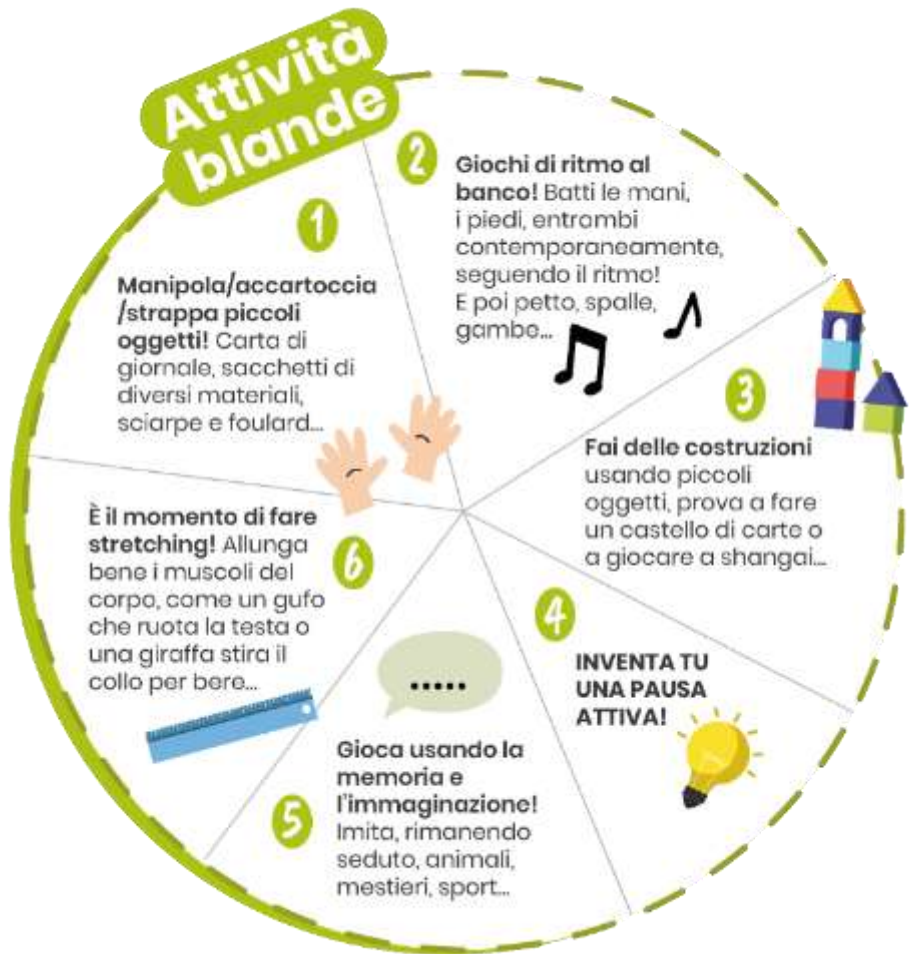 Attività
blande
1
Manipola/accartoccia
/strappa piccoli
oggetti! Carta di
giornale, sacchetti di
diversi materiali,
sciarpe e foulard...
2
Giochi di ritmo al
banco! Batti le mani,
i piedi, entrambi
contemporaneamente,
seguendo il ritmo!
E poi petto, spalle,
gambe...
3
Fai delle costruzioni
usando piccoli
oggetti, prova a fare
un castello di carte o
a giocare a shangai...
4
INVENTA TU
UNA PAUSA
ATTIVA!
.....
5
Gioca usando la
memoria e
l'immaginazione!
Imita, rimanendo
seduto, animali,
mestieri, sport...
6
È il momento di fare
stretching! Allunga
bene i muscoli del
corpo, come un gufo
che ruota la testa o
una giraffa stira il
collo per bere...